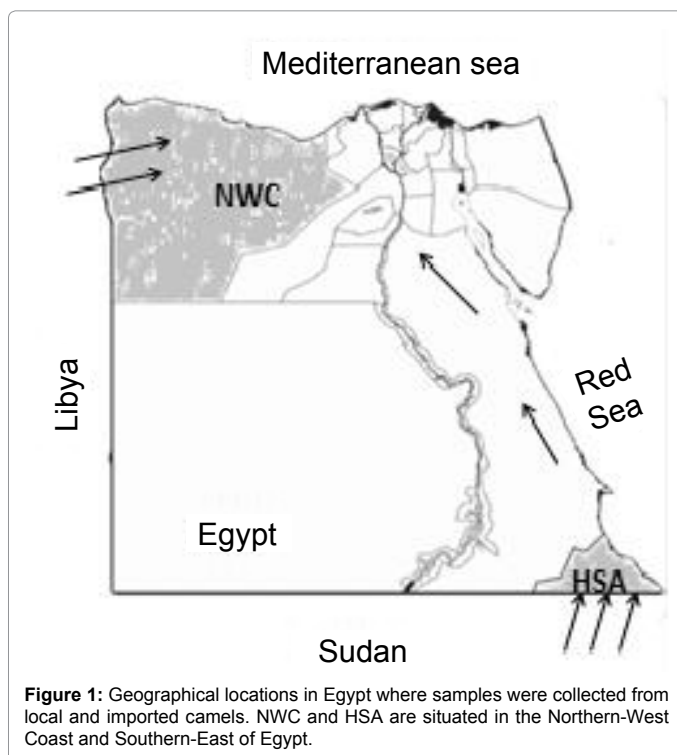 Mediterranean sea
NWC
Libya
Red
Sea
Egypt
HSA
Sudan
Figure 1: Geographical locations in Egypt where samples were collected from
local and imported camels. NWC and HSA are situated in the Northern-West
Coast and Southern-East of Egypt.